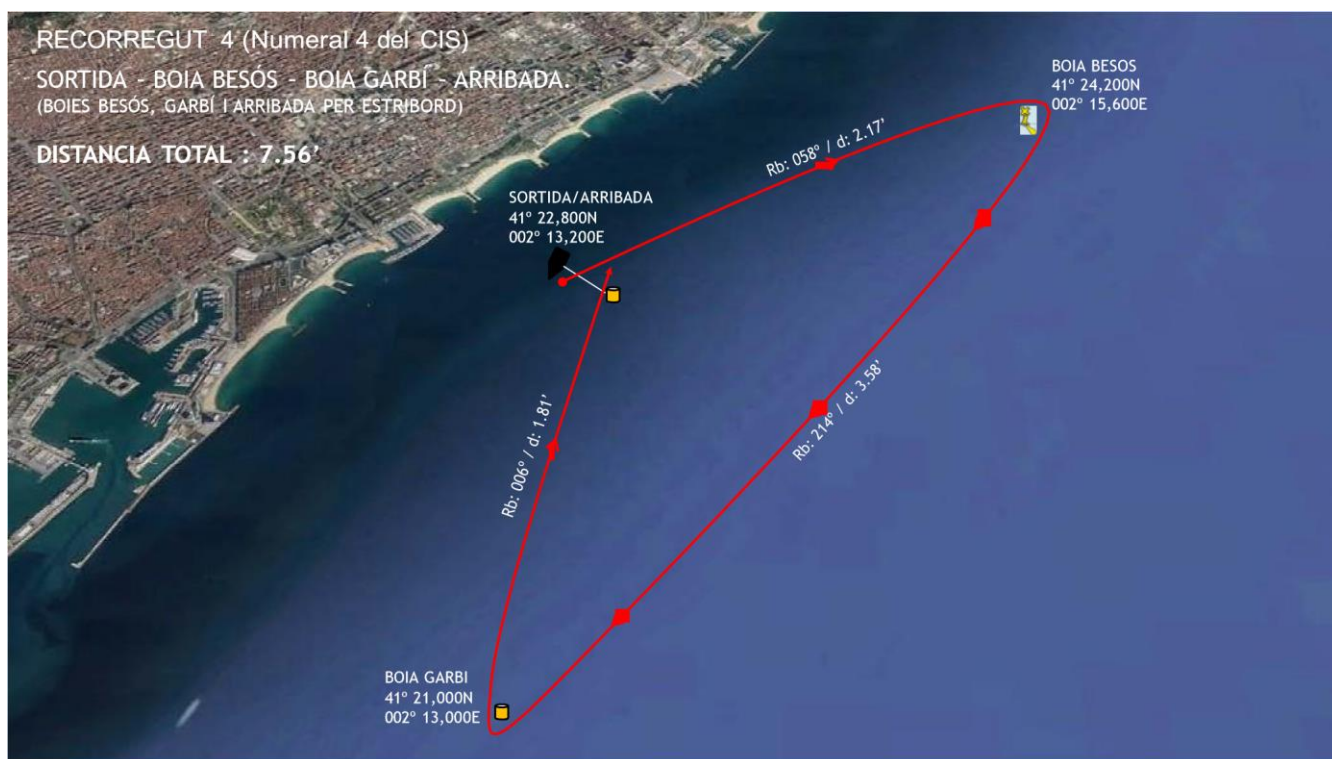 RECORREGUT 4 (Numeral 4 del CIS)
SORTIDA - BOIA BESÓS - BOIA GARBÍ - ARRIBADA.
(BOIES BESÓS, GARBÍ I ARRIBADA PER ESTRIBORD)
DISTANCIA TOTAL : 7.56'
BOIA BESOS
41º 24,200N
002º 15,600E
Rb: 058º / d: 2.17'
SORTIDA/ARRIBADA
41º 22,800N
002º 13,200E
Rb: 214º / d: 3.58'
Rb: 006º / d: 1.81'
BOIA GARBI
41º 21,000N
002º 13,000E